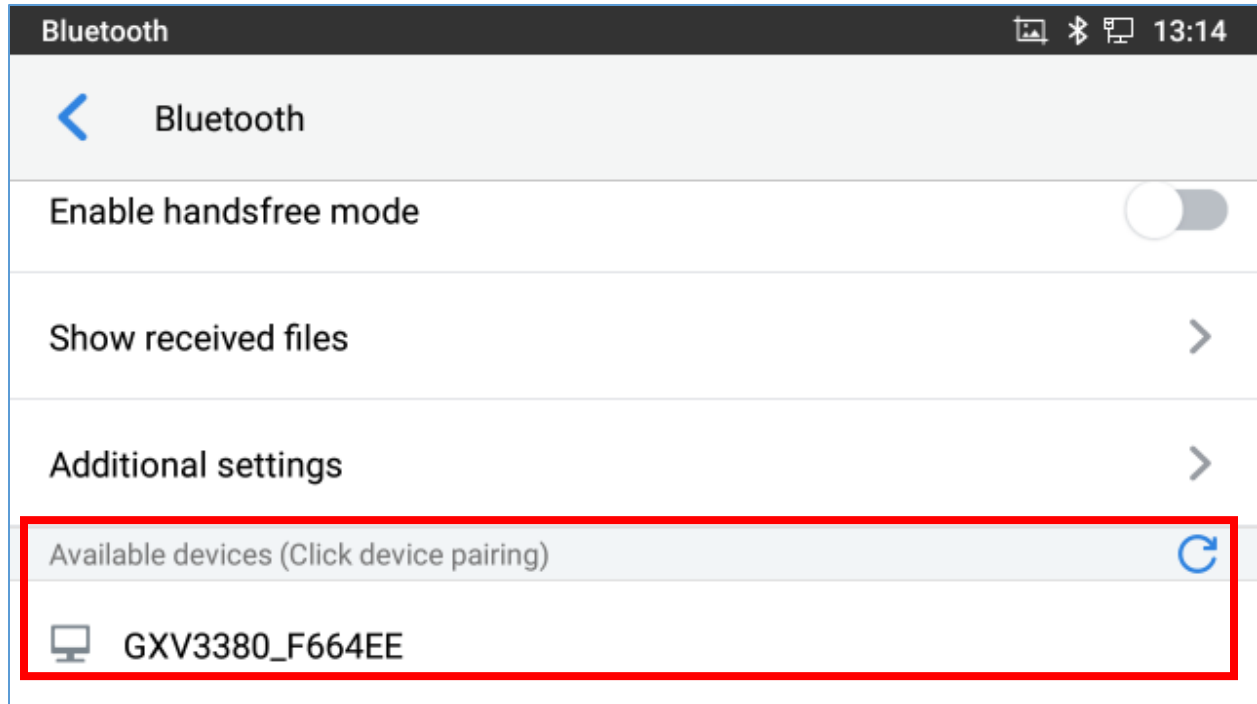 Bluetooth 13:14
Bluetooth
Enable handsfree mode
Show received files
Additional settings
Available devices (Click device pairing)
GXV3380_F664EE